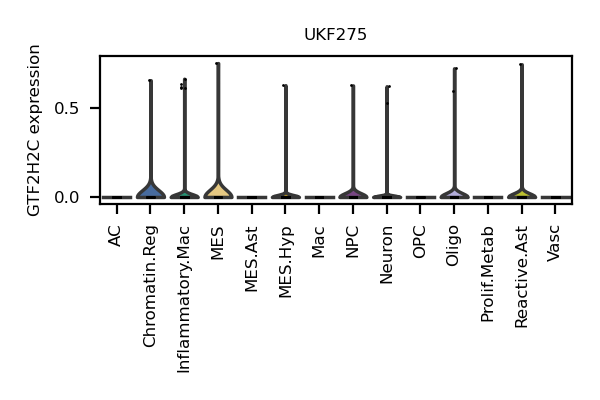 UKF275
GTF2H2C expression
0.5
0.0
AC
Chromatin.Reg
Inflammatory.Mac
MES
MES.Ast
MES.Hyp
Mac
NPC
Neuron
OPC
Oligo
Prolif.Metab
Reactive.Ast
Vasc